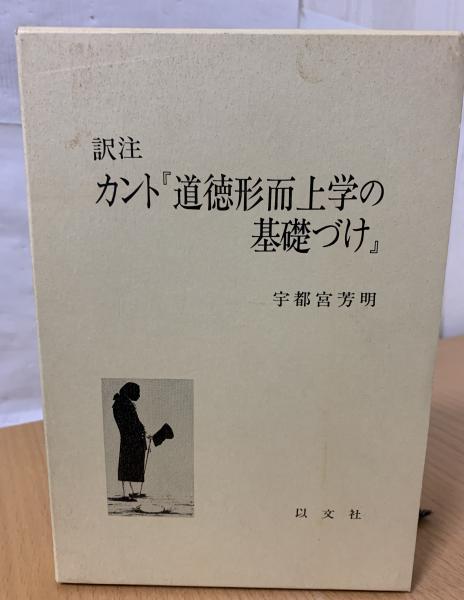 訳注
カント『道徳形而上学の
基礎づけ』
宇都宮芳明
以文社